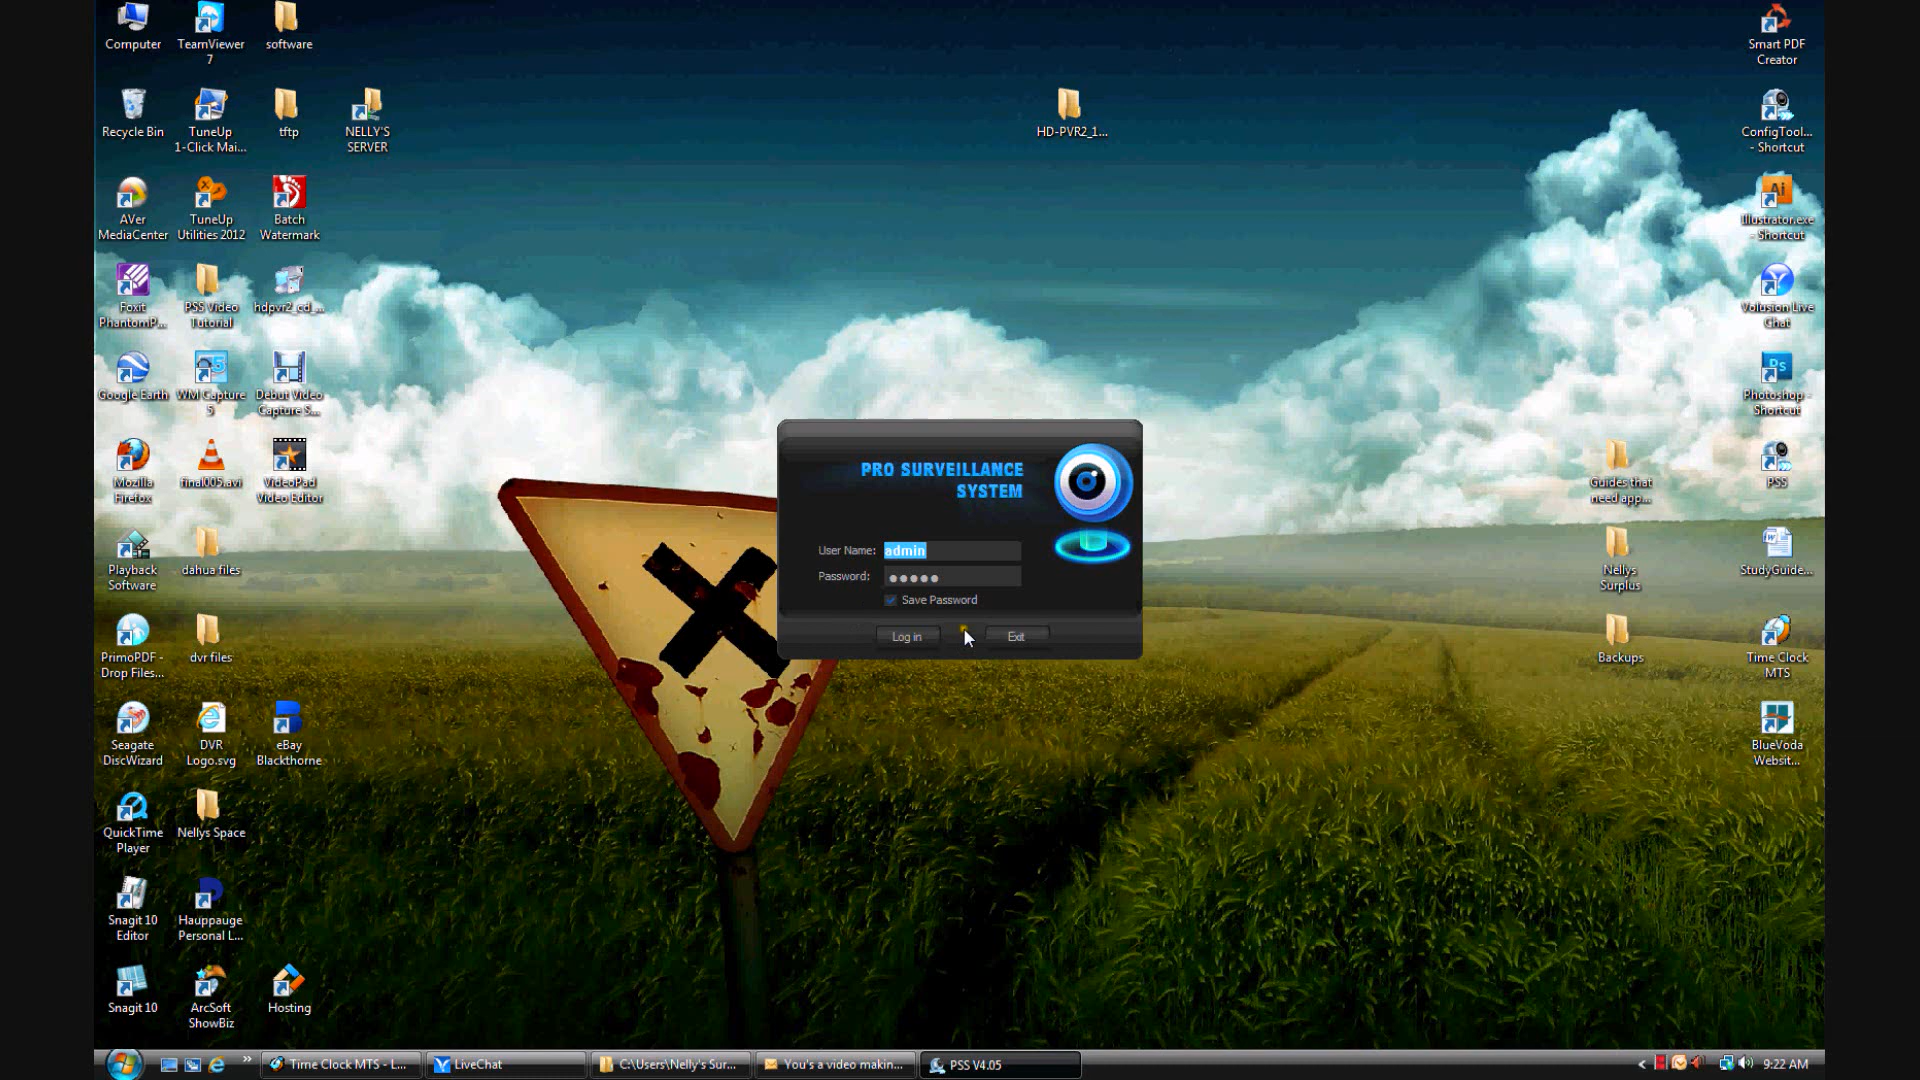 Computer
TeamViewer
7
software
Smart PDF
Creator
Recycle Bin
TuneUp
1-Click Mai...
tftp
NELLY'S
SERVER
HD-PVR2_1...
ConfigTool...
- Shortcut
AVer
MediaCenter
TuneUp
Utilities 2012
Batch
Watermark
Illustrator.exe
- Shortcut
Foxit
PhantomP...
PSS Video
Tutorial
hdpvr2_cd_...
Volusion Live
Chat
Google Earth
WM Capture
5
Debut Video
Capture S...
Photoshop -
Shortcut
Mozilla
Firefox
final005.avi
VideoPad
Video Editor
Guides that
need app...
PSS
PRO SURVEILLANCE
SYSTEM
User Name:
admin
Password:
Save Password
Log in
Exit
Playback
Software
dahua files
Nellys
Surplus
StudyGuide...
PrimoPDF -
Drop Files...
dvr files
Backups
Time Clock
MTS
Seagate
DiscWizard
DVR
Logo.svg
eBay
Blackthorne
BlueVoda
Websit...
QuickTime
Player
Nellys Space
Snagit 10
Editor
Hauppauge
Personal L...
Snagit 10
ArcSoft
ShowBiz
Hosting
Time Clock MTS - L...
LiveChat
C:\Users\Nelly's Sur...
You's a video makin...
PSS V4.05
9:22 AM